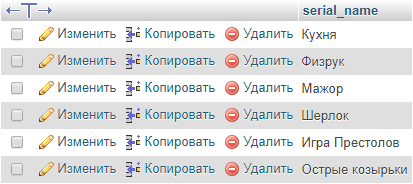 serial_name
Изменить Копировать Удалить Кухня
Изменить Копировать Удалить Физрук
Изменить Копировать Удалить Мажор
Изменить Копировать Удалить Шерлок
Изменить Копировать Удалить Игра Престолов
Изменить Копировать Удалить Острые козырьки